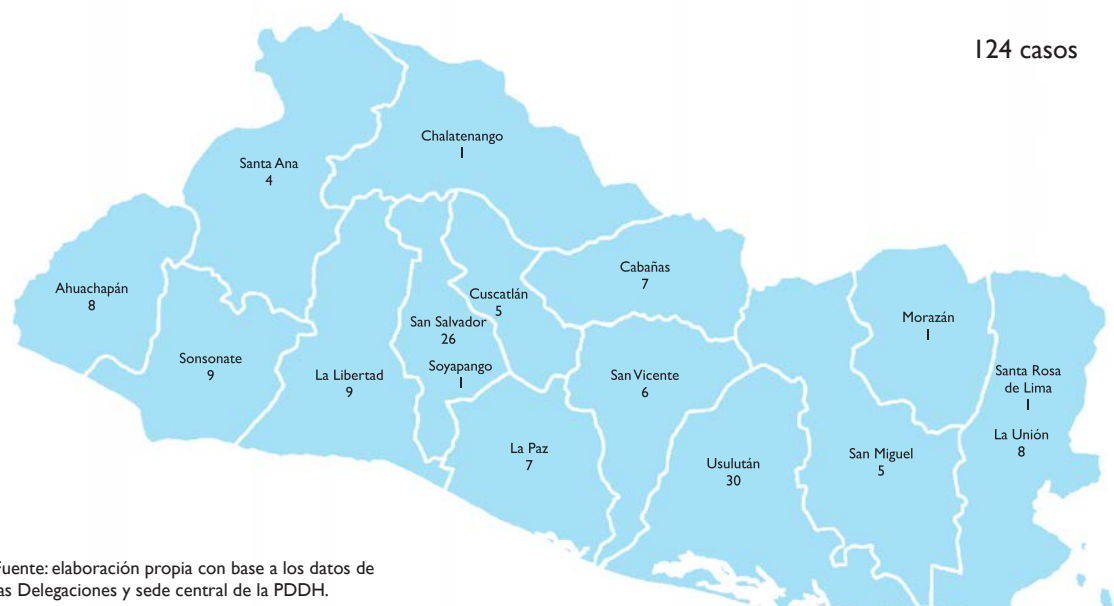 124 casos
Chalatenango
1
Santa Ana
4
Cabañas
7
Ahuachapán
8
Cuscatlán
5
San Salvador
26
Morazán
1
Sonsonate
9
La Libertad
9
Soyapango
1
San Vicente
6
Santa Rosa
de Lima
1
La Unión
8
La Paz
7
Usulután
30
San Miguel
5
Fuente: elaboración propia con base a los datos de
las Delegaciones y sede central de la PDDH.